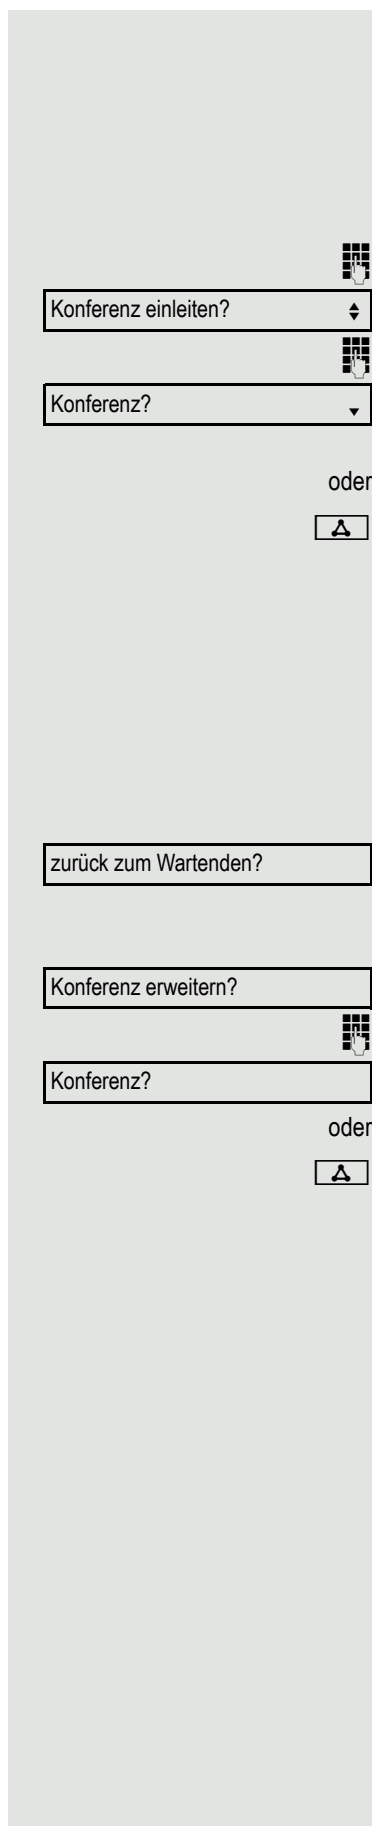 Konferenz einleiten?
Konferenz?
oder
zurück zum Wartenden?
Konferenz erweitern?
Konferenz?
oder